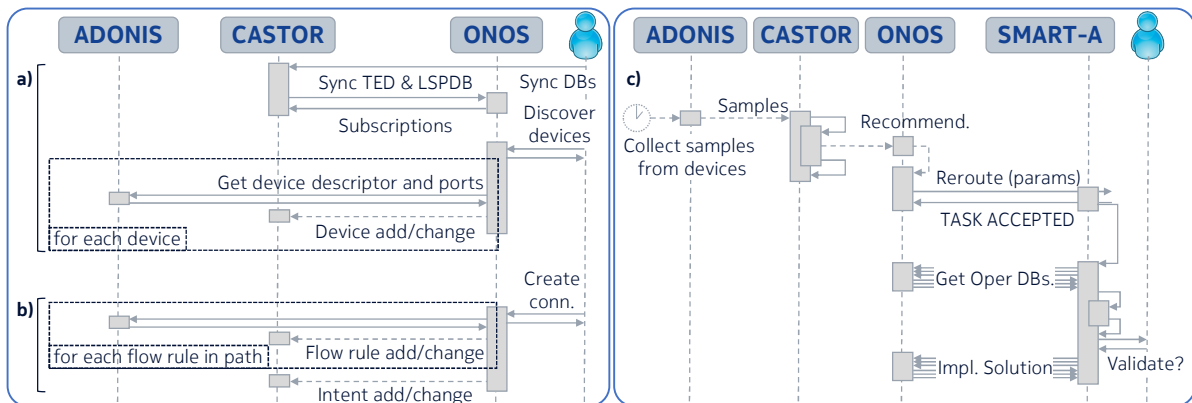 ADONIS CASTOR ONOS
a)
Sync TED & LSPDB
Sync DBs
Subscriptions
Discover
devices
Get device descriptor and ports
Device add/change
for each device
b)
Create
conn.
Flow rule add/change
for each flow rule in path
Intent add/change
ADONIS CASTOR ONOS SMART-A
c)
Samples
Recommend.
Collect samples
from devices
Reroute (params)
TASK ACCEPTED
Get Oper DBs.
Validate?
Impl. Solution